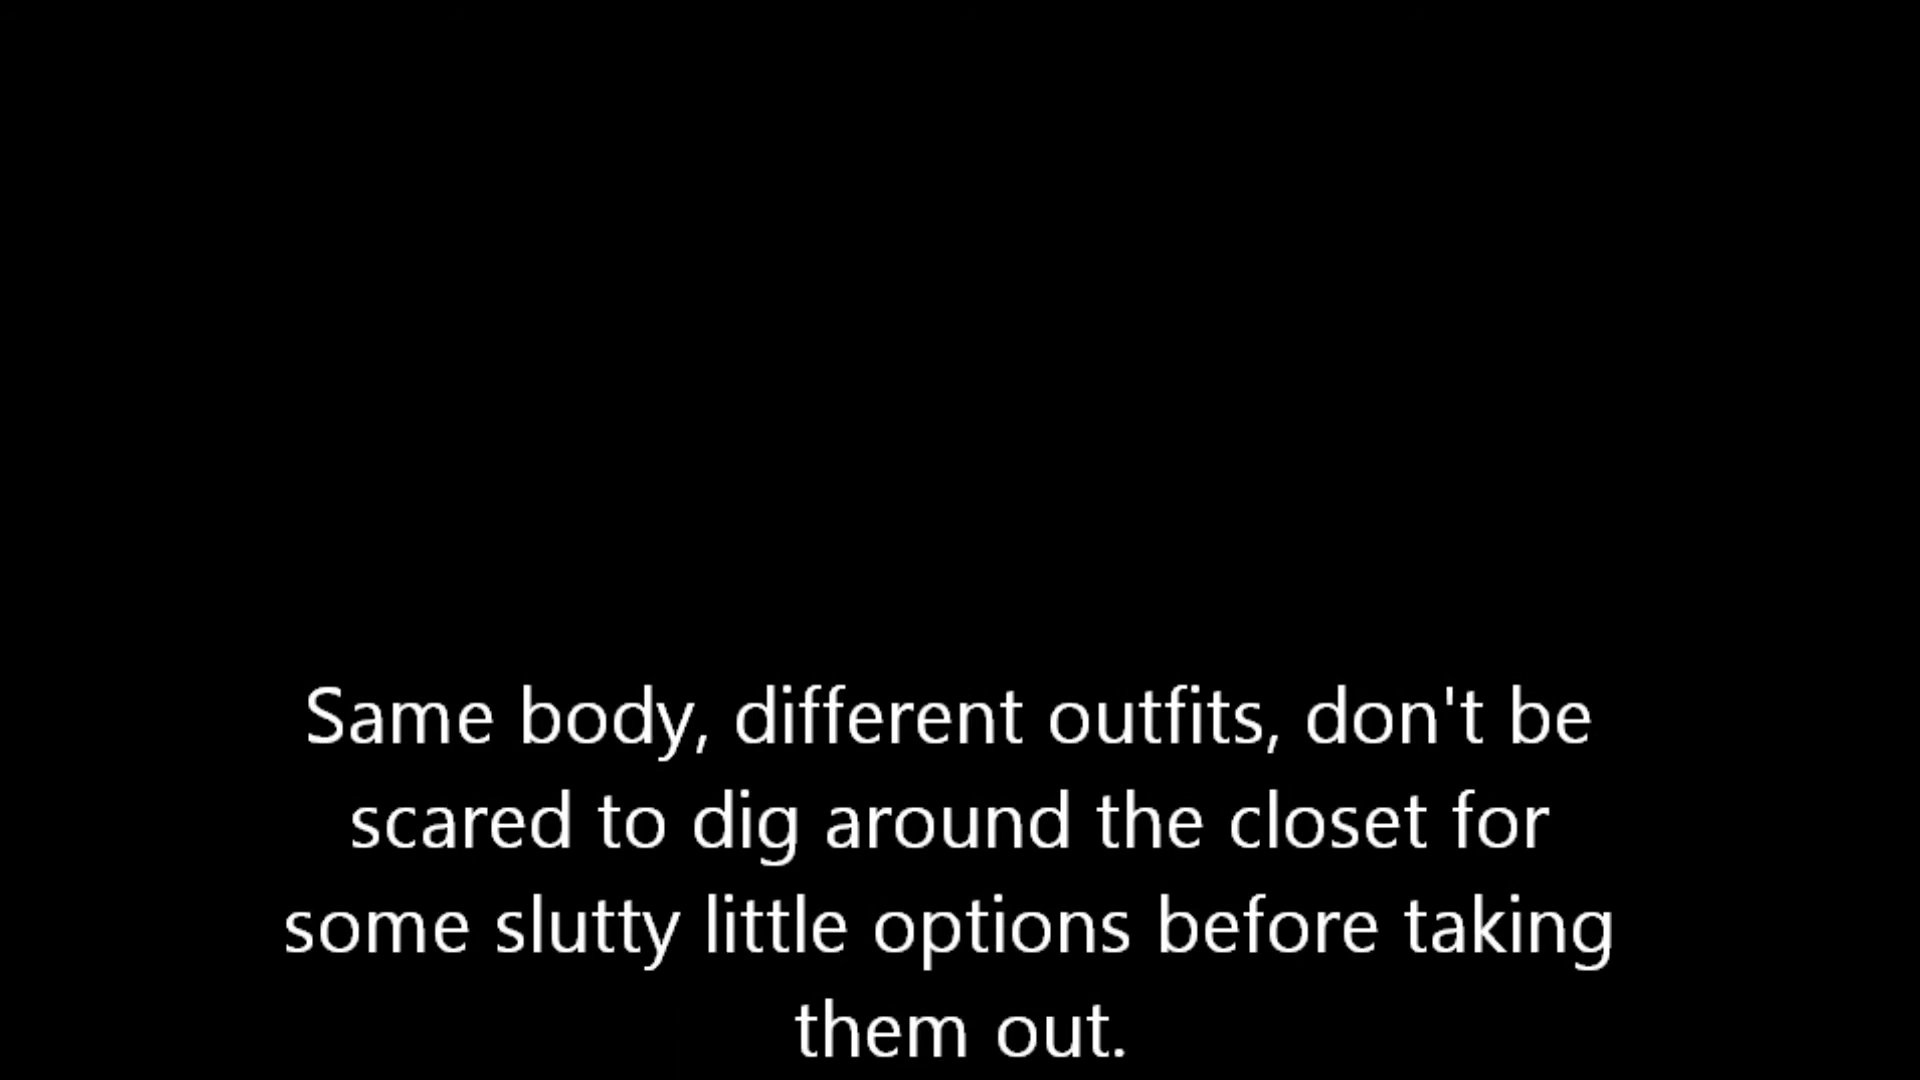 Same body, different outfits, don't be
scared to dig around the closet for
some slutty little options before taking
them out.